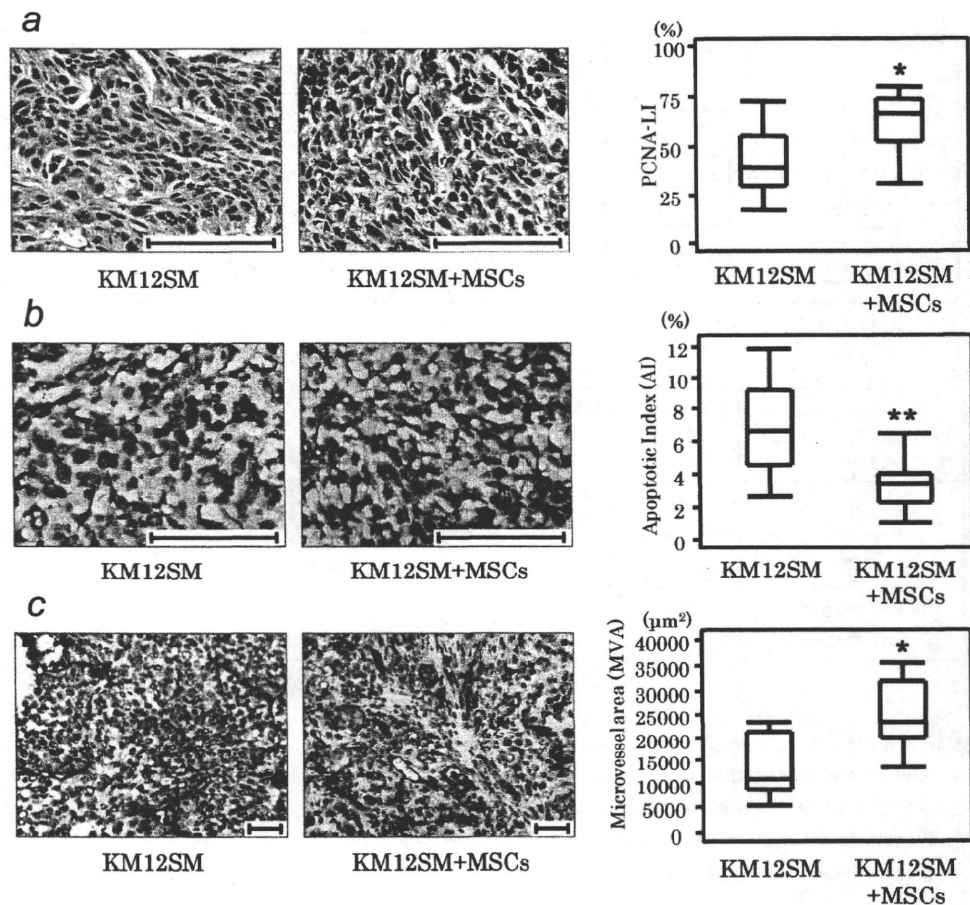 a
(%)
100
75
50
25
0
PCNA-LI
*
KM12SM
KM12SM+MSCs
KM12SM
KM12SM
+MSCs
b
(%)
12
10
8
6
4
2
0
Apoptotic Index (AI)
**
KM12SM
KM12SM+MSCs
KM12SM
KM12SM
+MSCs
c
(µm²)
40000
35000
30000
25000
20000
15000
10000
5000
0
Microvessel area (MVA)
*
KM12SM
KM12SM+MSCs
KM12SM
KM12SM
+MSCs